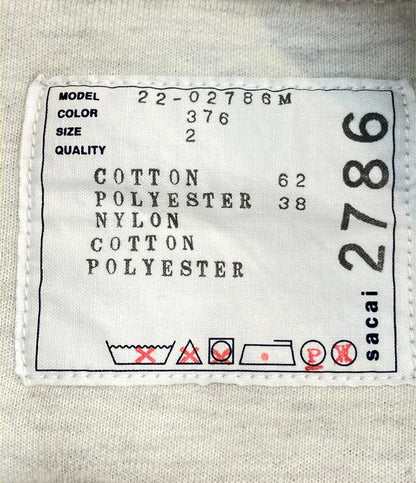 MODEL 22-02786M
COLOR 376
SIZE 2
QUALITY
COTTON 62
POLYESTER 38
NYLON
COTTON
POLYESTER
P
sacai 2786